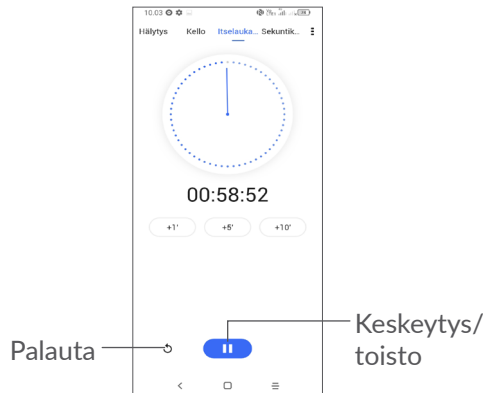 10.03
Hälytys Kello Itselauka.. Sekuntik..
00:58:52
+1' +5' +10'
Palauta
Keskeytys/
toisto